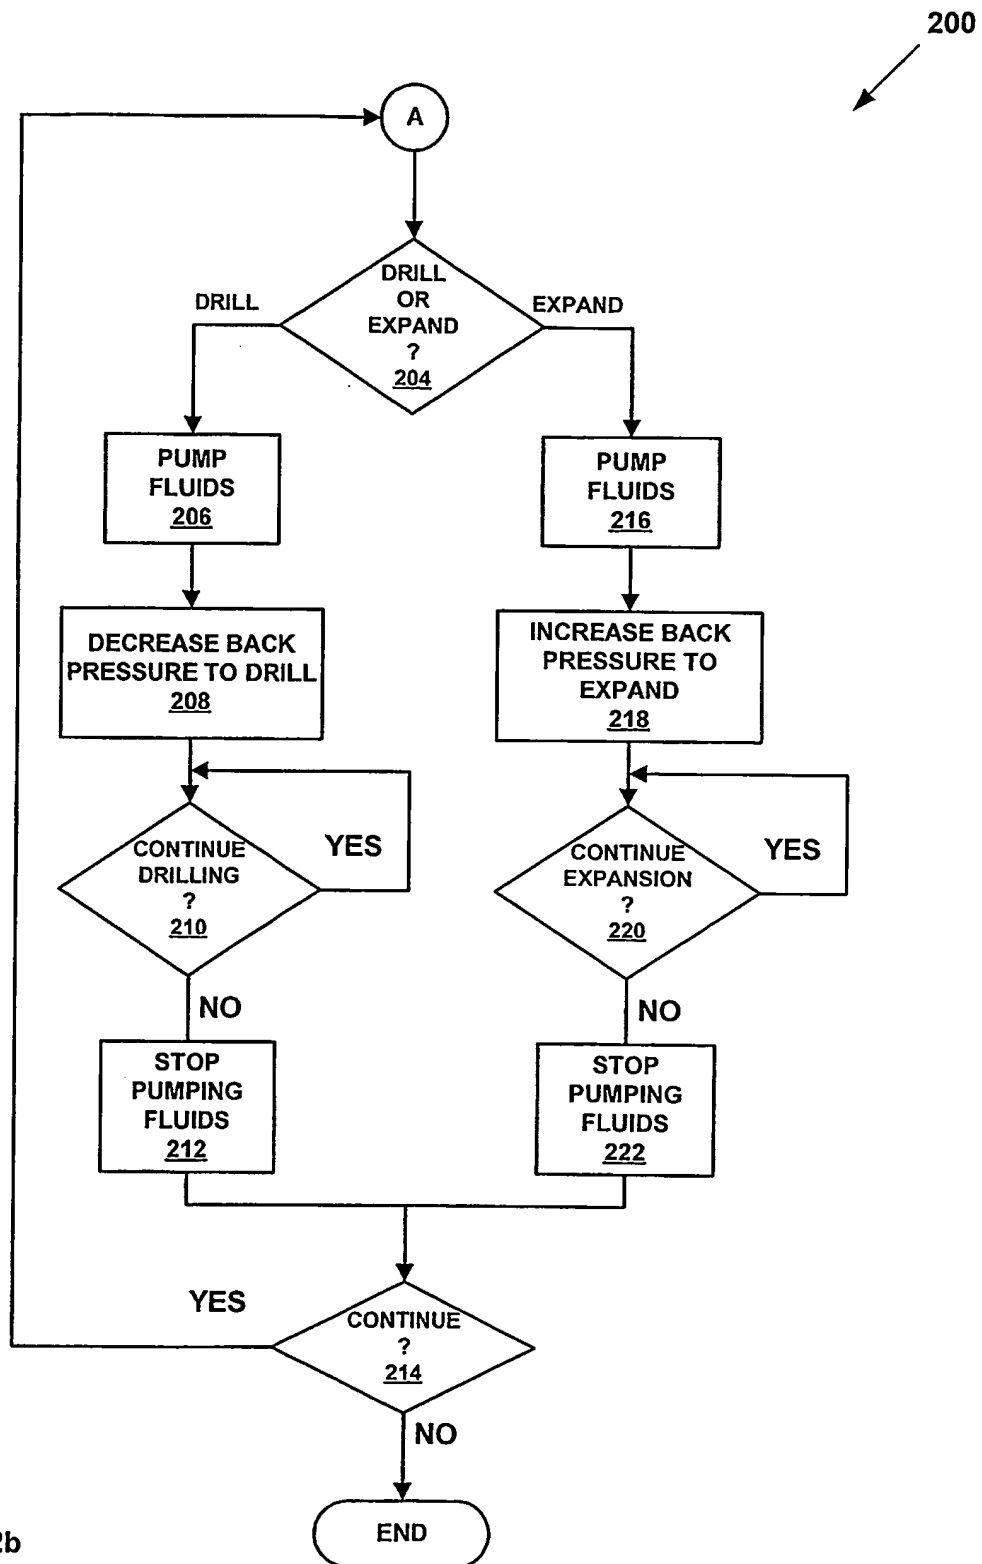 200
A
DRILL
OR
EXPAND
?
204
DRILL
EXPAND
PUMP
FLUIDS
206
PUMP
FLUIDS
216
DECREASE BACK
PRESSURE TO DRILL
208
INCREASE BACK
PRESSURE TO
EXPAND
218
CONTINUE
DRILLING
?
210
YES
CONTINUE
EXPANSION
?
220
YES
NO
NO
STOP
PUMPING
FLUIDS
212
STOP
PUMPING
FLUIDS
222
YES
CONTINUE
?
214
NO
END
2b